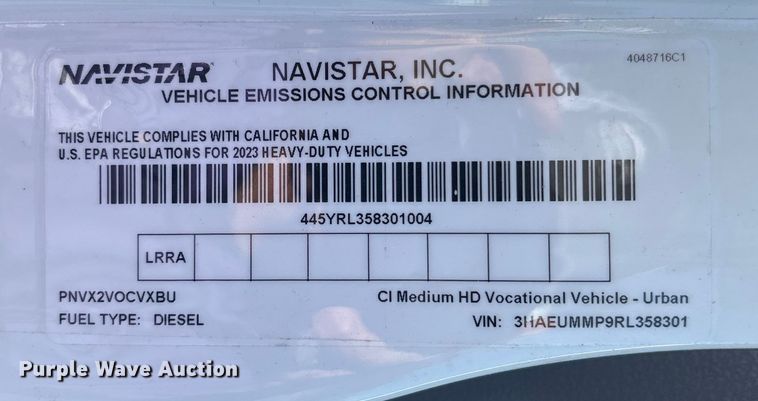 NAVISTAR NAVISTAR, INC. 4048716C1
VEHICLE EMISSIONS CONTROL INFORMATION
THIS VEHICLE COMPLIES WITH CALIFORNIA AND
U.S. EPA REGULATIONS FOR 2023 HEAVY-DUTY VEHICLES
445YRL358301004
LRRA
PNVX2VOCVXBU CI Medium HD Vocational Vehicle - Urban
FUEL TYPE: DIESEL VIN: 3HAEUMMP9RL358301
Purple Wave Auction